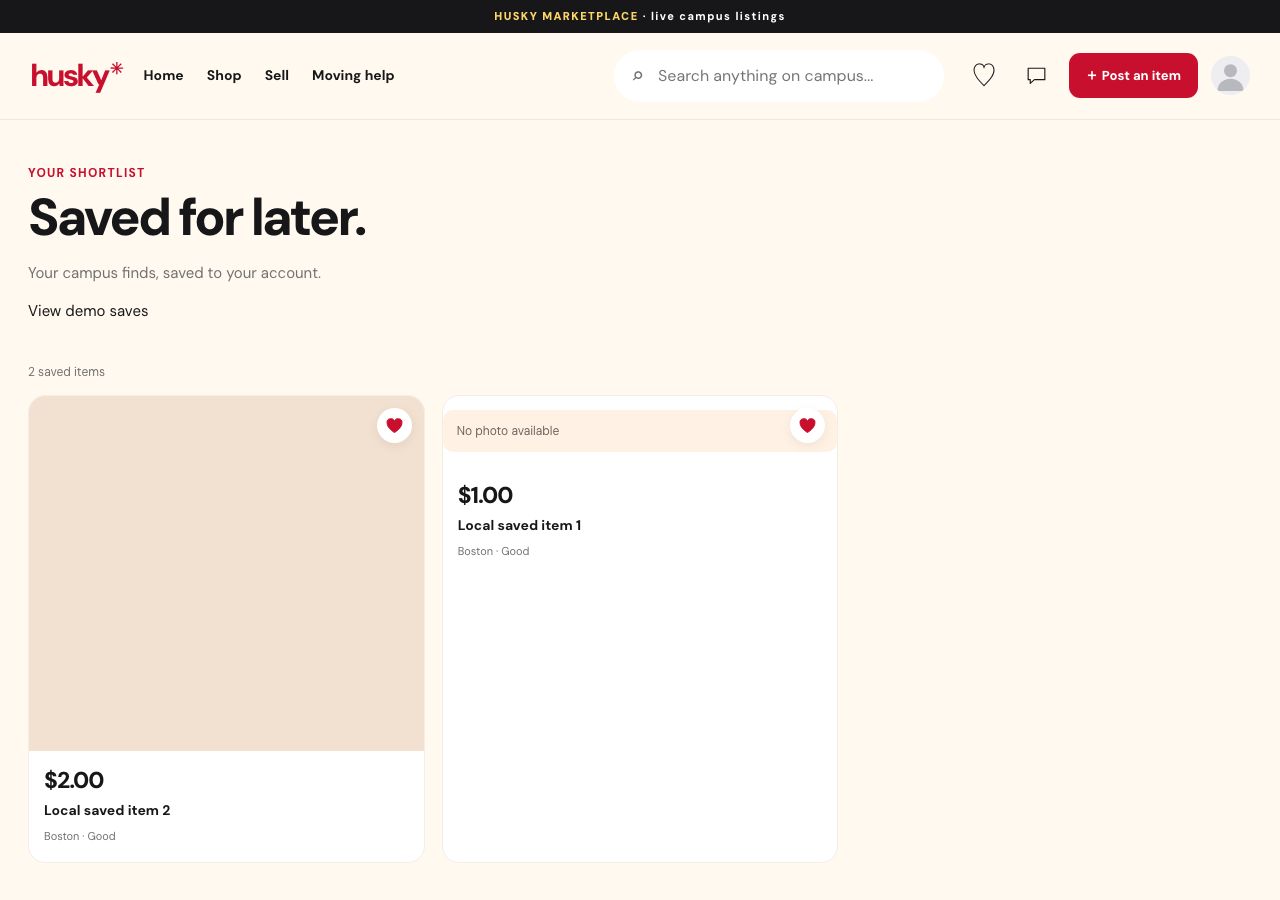 HUSKY MARKETPLACE · live campus listings
husky*
Home
Shop
Sell
Moving help
Search anything on campus...
+ Post an item
YOUR SHORTLIST
Saved for later.
Your campus finds, saved to your account.
View demo saves
2 saved items
$2.00
Local saved item 2
Boston · Good
No photo available
$1.00
Local saved item 1
Boston · Good